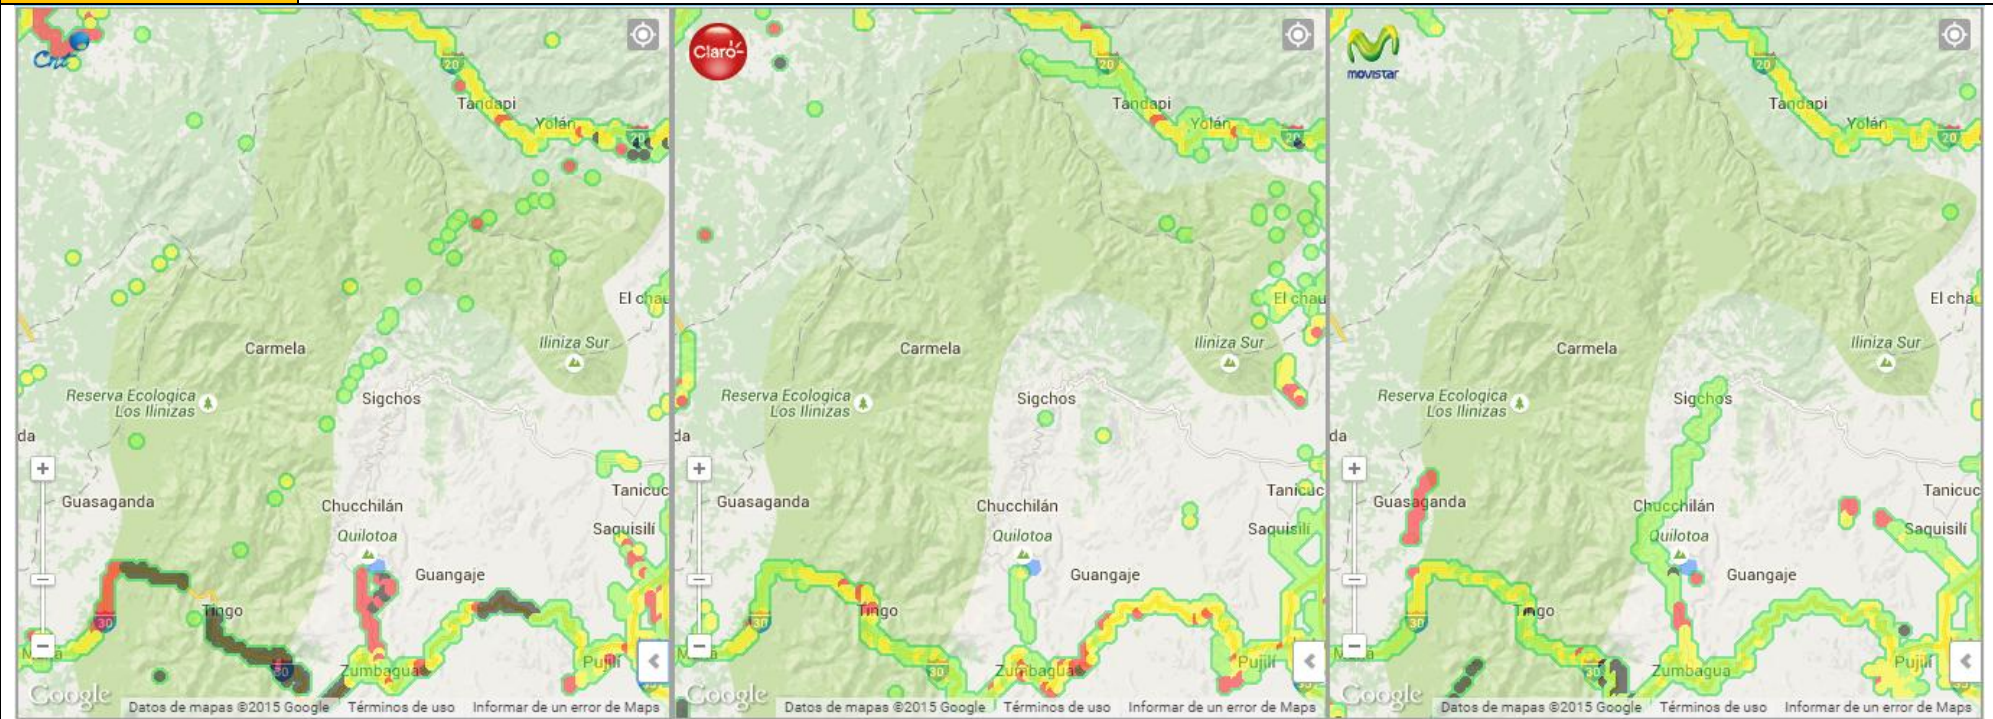 Cnt
20
Tandapi
Yolán
20
El chau
Iliniza Sur
Carmela
Reserva Ecologica
Los Ilinizas
Sigchos
da
Guasaganda
Chucchilán
Tanicuc
Saquisilí
Quilotoa
Guangaje
Tingo
30
Zumbagua
30
Pujilí
Google
Datos de mapas ©2015 Google
Términos de uso
Informar de un error de Maps
Claro
20
Tandapi
Yolán
20
El chau
Iliniza Sur
Carmela
Reserva Ecologica
Los Ilinizas
Sigchos
da
Guasaganda
Chucchilán
Tanicuc
Saquisilí
Quilotoa
Guangaje
Tingo
30
Zumbagua
30
Pujilí
Google
Datos de mapas ©2015 Google
Términos de uso
Informar de un error de Maps
movistar
20
Tandapi
Yolán
20
El cha
Iliniza Sur
Carmela
Reserva Ecologica
Los Ilinizas
Sigchos
da
Guasaganda
Chucchilán
Tanicuc
Saquisilí
Quilotoa
Guangaje
Tingo
30
Zumbagua
30
Pujilí
Google
Datos de mapas ©2015 Google
Términos de uso
Informar de un error de Maps